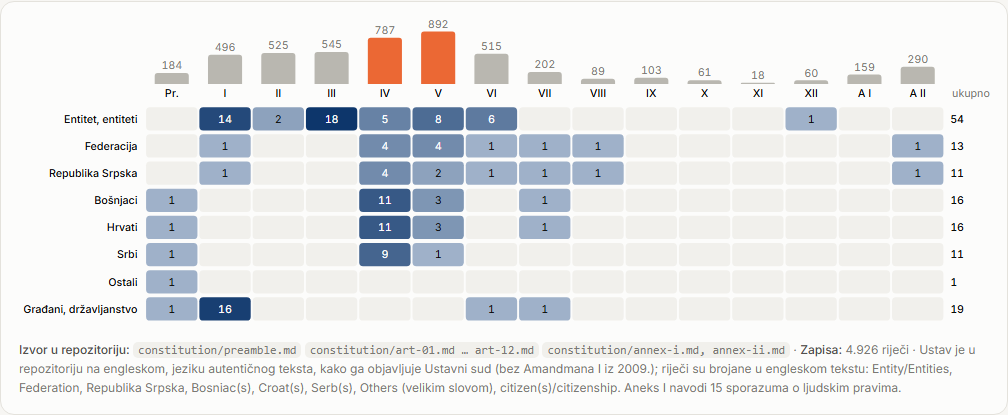 184 496 525 545 787 892 515 202 89 103 61 18 60 159 290
Pr. I II III IV V VI VII VIII IX X XI XII A I A II ukupno
Entitet, entiteti 14 2 18 5 8 6 1 54
Federacija 1 4 4 1 1 1 1 13
Republika Srpska 1 4 2 1 1 1 1 11
Bošnjaci 1 11 3 1 16
Hrvati 1 11 3 1 16
Srbi 1 9 1 11
Ostali 1 1
Građani, državljanstvo 1 16 1 1 19
Izvor u repozitoriju: constitution/preamble.md constitution/art-01.md … art-12.md constitution/annex-i.md, annex-ii.md · Zapisa: 4.926 riječi · Ustav je u
repozitoriju na engleskom, jeziku autentičnog teksta, kako ga objavljuje Ustavni sud (bez Amandmana I iz 2009.); riječi su brojane u engleskom tekstu: Entity/Entities,
Federation, Republika Srpska, Bosniac(s), Croat(s), Serb(s), Others (velikim slovom), citizen(s)/citizenship. Aneks I navodi 15 sporazuma o ljudskim pravima.